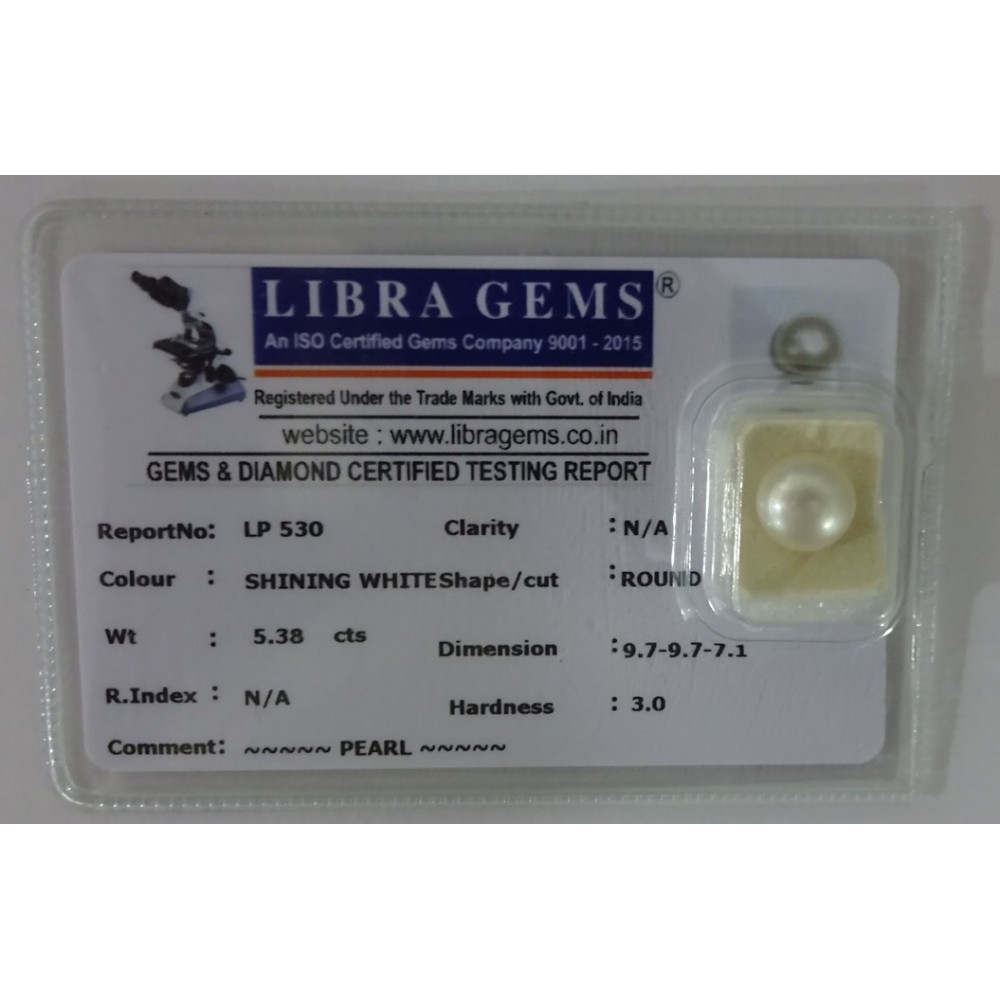 LIBRA GEMS ®
An ISO Certified Gems Company 9001 - 2015
Registered Under the Trade Marks with Govt. of India
website : www.libragems.co.in
GEMS & DIAMOND CERTIFIED TESTING REPORT
ReportNo: LP 530 Clarity : N/A
Colour : SHINING WHITE Shape/cut : ROUND
Wt : 5.38 cts Dimension : 9.7-9.7-7.1
R.Index : N/A Hardness : 3.0
Comment: ~~~~~ PEARL ~~~~~